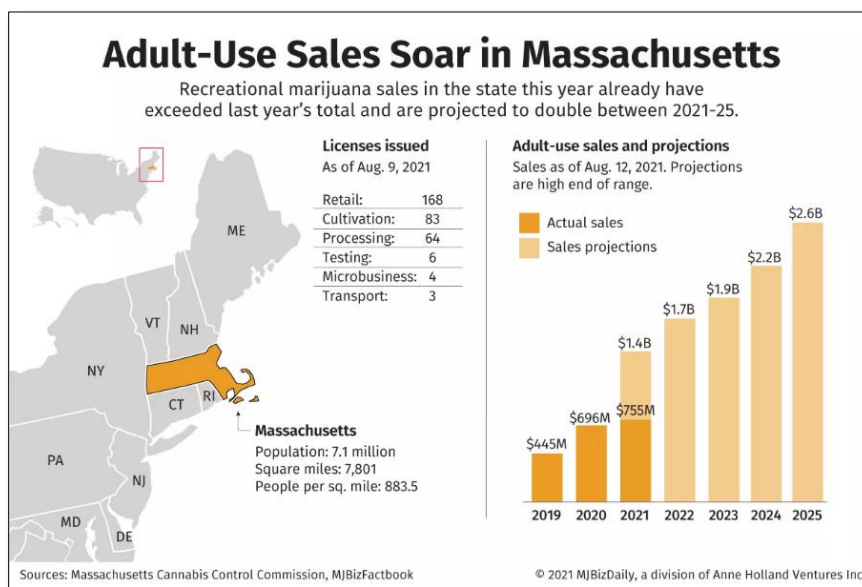 Adult-Use Sales Soar in Massachusetts
Recreational marijuana sales in the state this year already have
exceeded last year's total and are projected to double between 2021-25.
Licenses issued
As of Aug. 9, 2021
Retail: 168
Cultivation: 83
Processing: 64
Testing: 6
Microbusiness: 4
Transport: 3
ME
VT
NH
NY
CT
RI
PA
NJ
MD
DE
Massachusetts
Population: 7.1 million
Square miles: 7,801
People per sq. mile: 883.5
Adult-use sales and projections
Sales as of Aug. 12, 2021. Projections
are high end of range.
Actual sales
Sales projections
$445M
$696M
$755M
$1.4B
$1.7B
$1.9B
$2.2B
$2.6B
2019 2020 2021 2022 2023 2024 2025
Sources: Massachusetts Cannabis Control Commission, MJBizFactbook
© 2021 MJBizDaily, a division of Anne Holland Ventures Inc